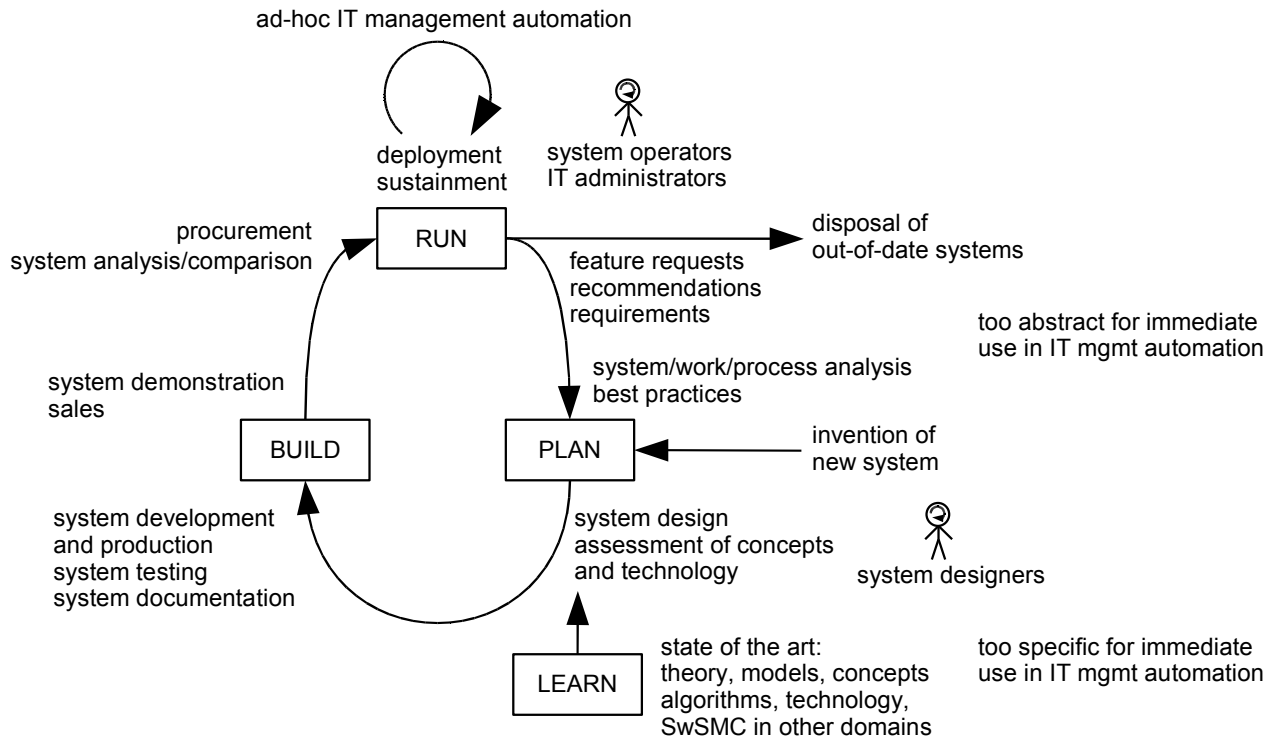 ad-hoc IT management automation
deployment
sustainment
system operators
IT administrators
procurement
system analysis/comparison
RUN
disposal of
out-of-date systems
feature requests
recommendations
requirements
too abstract for immediate
use in IT mgmt automation
system/work/process analysis
best practices
system demonstration
sales
BUILD
PLAN
invention of
new system
system development
and production
system testing
system documentation
system design
assessment of concepts
and technology
system designers
LEARN
state of the art:
theory, models, concepts
algorithms, technology,
SwSMC in other domains
too specific for immediate
use in IT mgmt automation